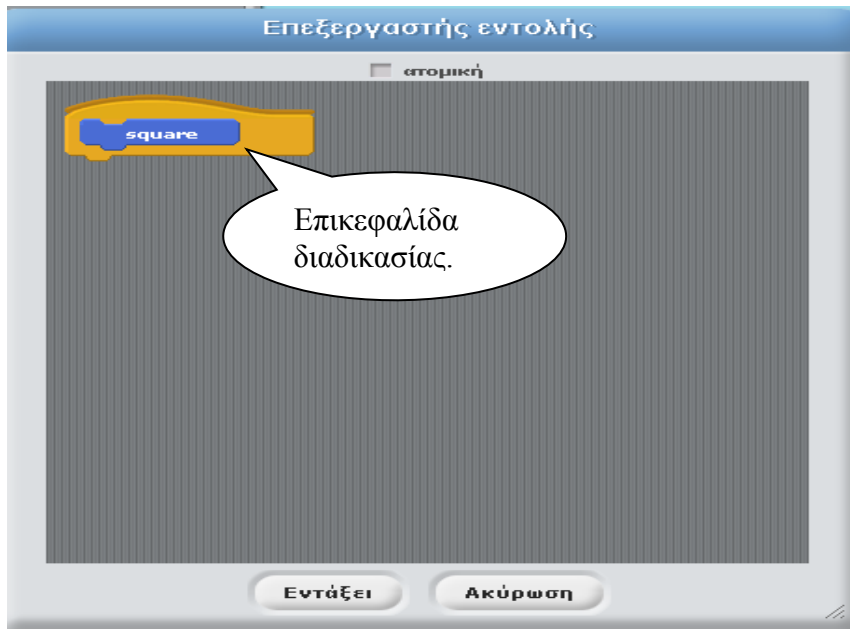 Επεξεργαστής εντολής
ατομική
square
Επικεφαλίδα
διαδικασίας.
Εντάξει
Ακύρωση